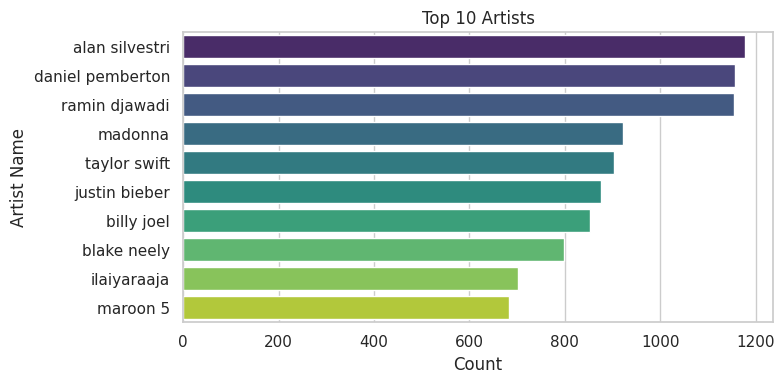 Top 10 Artists
Artist Name
alan silvestri
daniel pemberton
ramin djawadi
madonna
taylor swift
justin bieber
billy joel
blake neely
ilaiyaraaja
maroon 5
0 200 400 600 800 1000 1200
Count